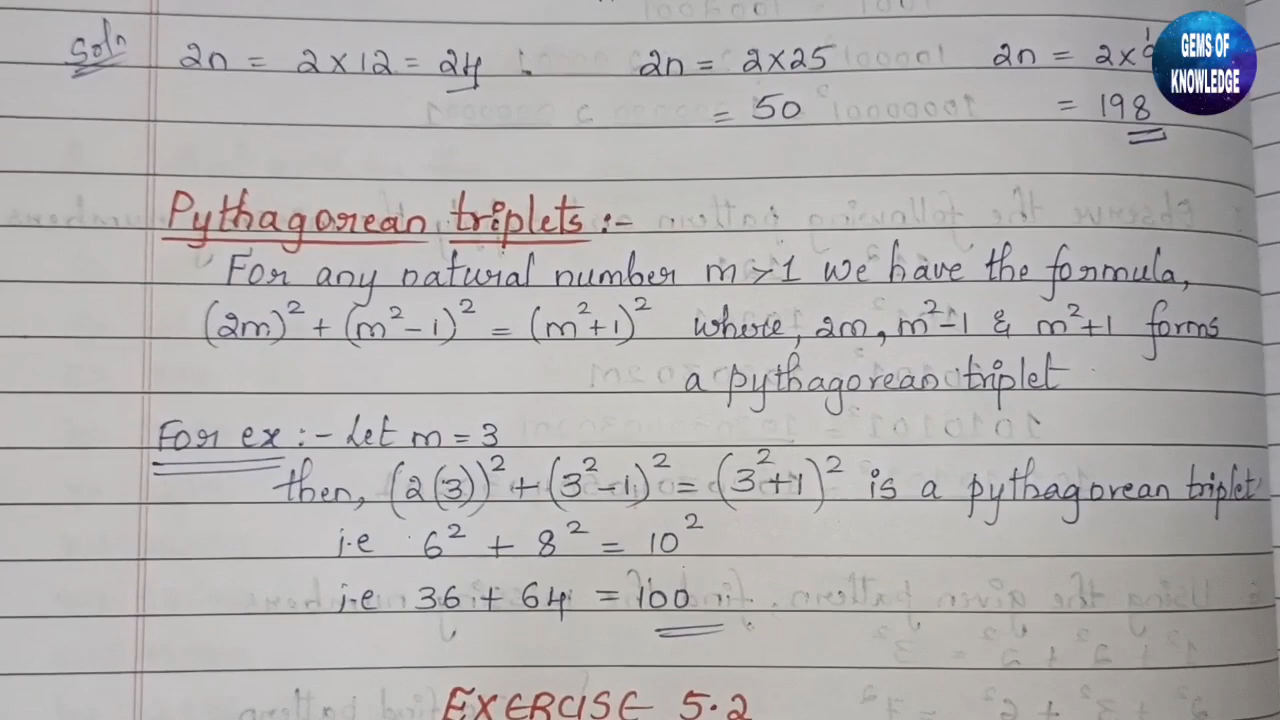 Soln 2n = 2×12 = 24 . 2n = 2×25 2n = 2×9
= 50 = 198
GEMS OF
KNOWLEDGE
Pythagorean triplets :-
For any natural number m > 1 we have the formula,
(2m)² + (m² - 1)² = (m² + 1)² where, 2m, m² - 1 & m² + 1 forms
a pythagorean triplet
For ex :- Let m = 3
then, (2(3))² + (3² - 1)² = (3² + 1)² is a pythagorean triplet
i.e 6² + 8² = 10²
i.e 36 + 64 = 100
EXERCISE 5.2